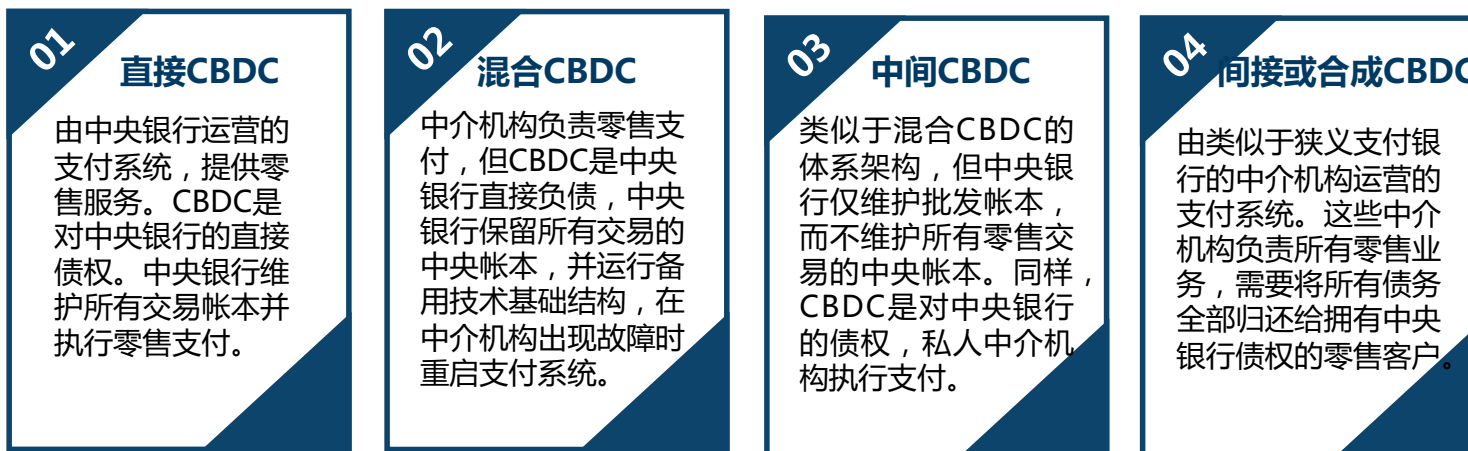 01
直接CBDC
由中央银行运营的
支付系统，提供零
售服务。CBDC是
对中央银行的直接
债权。中央银行维
护所有交易帐本并
执行零售支付。
02
混合CBDC
中介机构负责零售支
付，但CBDC是中央
银行直接负债，中央
银行保留所有交易的
中央帐本，并运行备
用技术基础结构，在
中介机构出现故障时
重启支付系统。
03
中间CBDC
类似于混合CBDC的
体系架构，但中央银
行仅维护批发帐本，
而不维护所有零售交
易的中央帐本。同样，
CBDC是对中央银行
的债权，私人中介机
构执行支付。
04
间接或合成CBDC
由类似于狭义支付银
行的中介机构运营的
支付系统。这些中介
机构负责所有零售业
务，需要将所有债务
全部归还给拥有中央
银行债权的零售客户。